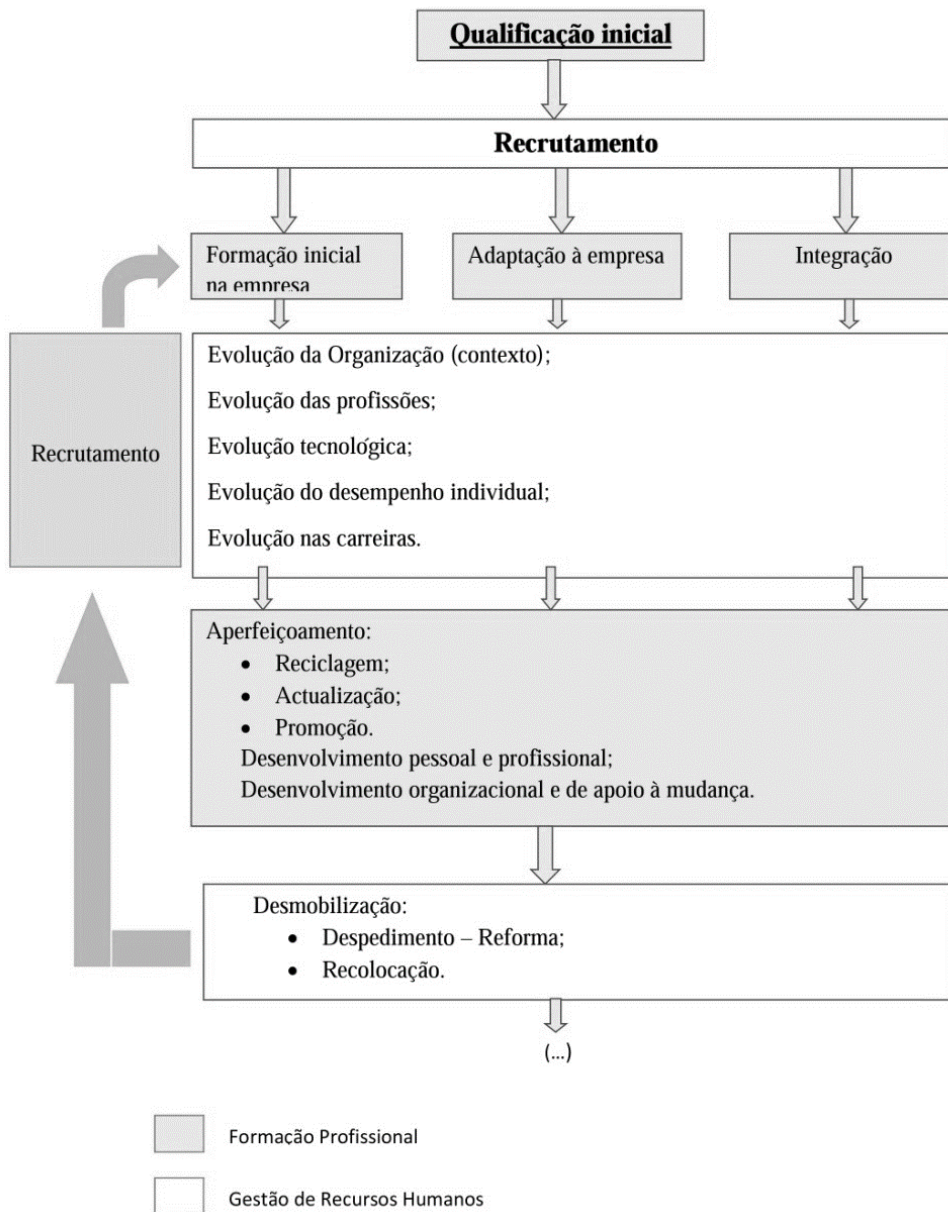 Qualificação inicial
Recrutamento
Formação inicial
na empresa
Adaptação à empresa
Integração
Recrutamento
Evolução da Organização (contexto);
Evolução das profissões;
Evolução tecnológica;
Evolução do desempenho individual;
Evolução nas carreiras.
Aperfeiçoamento:
• Reciclagem;
• Actualização;
• Promoção.
Desenvolvimento pessoal e profissional;
Desenvolvimento organizacional e de apoio à mudança.
Desmobilização:
• Despedimento – Reforma;
• Recolocação.
(...)
Formação Profissional
Gestão de Recursos Humanos